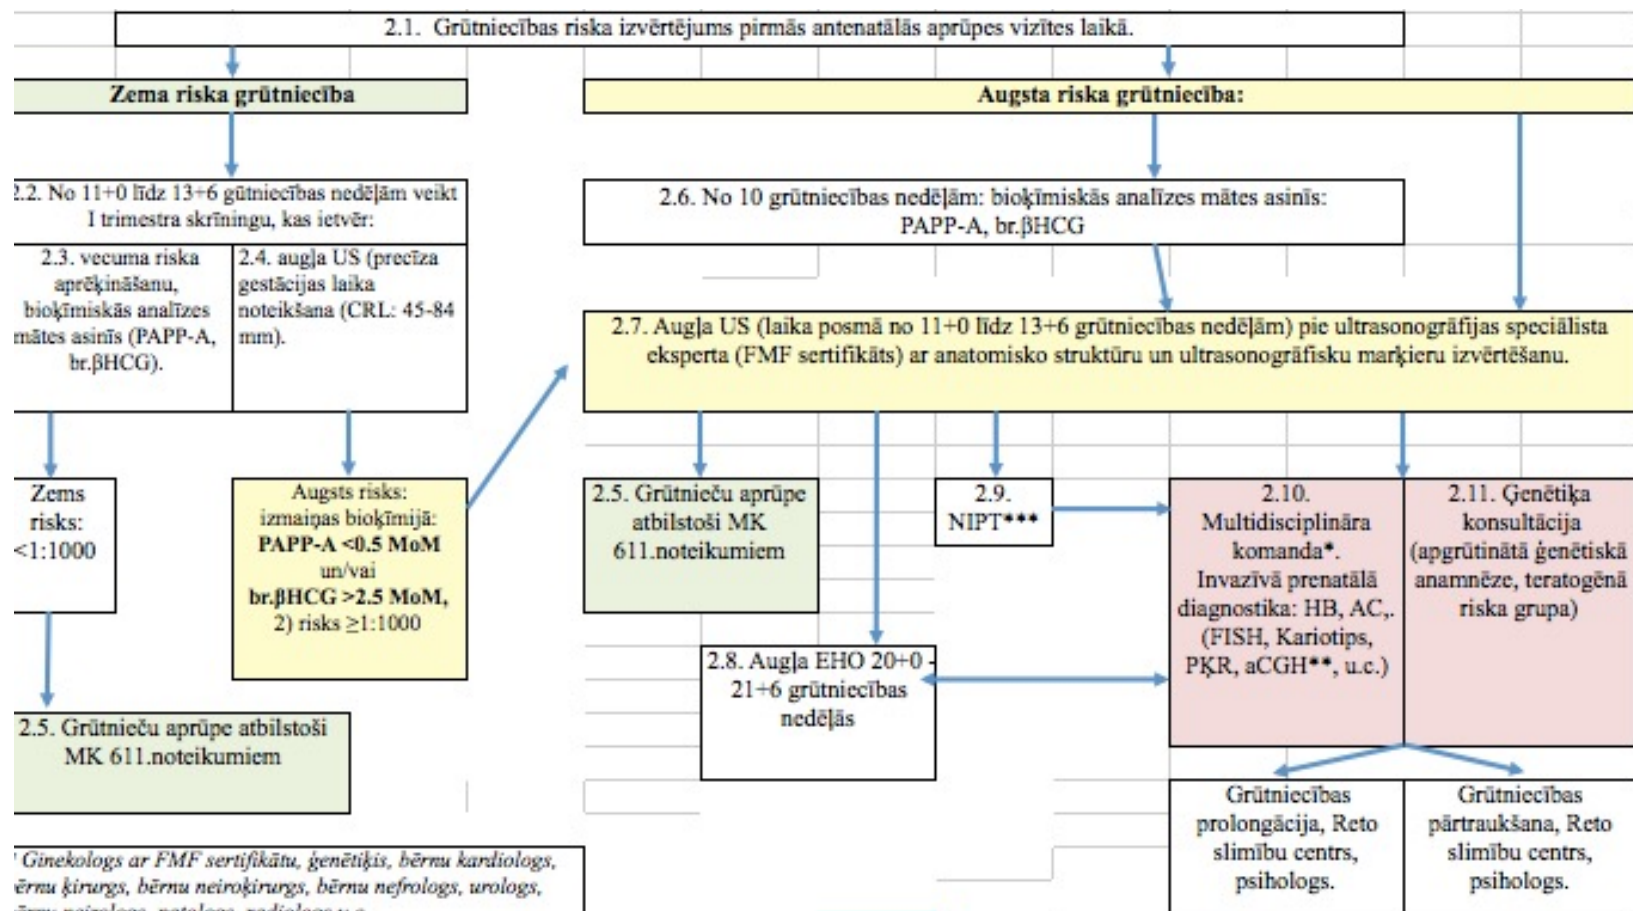 2.1. Grūtniecības riska izvērtējums pirmās antenatālās aprūpes vizītes laikā.
Zema riska grūtniecība
Augsta riska grūtniecība:
2.2. No 11+0 līdz 13+6 gūtniecības nedēļām veikt
I trimestra skrīningu, kas ietvēr:
2.3. vecuma riska
aprēķināšanu,
bioķīmiskās analīzes
mātes asinīs (PAPP-A,
br.βHCG).
2.4. augļa US (precīza
gestācijas laika
noteikšana (CRL: 45-84
mm).
2.6. No 10 grūtniecības nedēļām: bioķīmiskās analīzes mātes asinīs:
PAPP-A, br.βHCG
2.7. Augļa US (laika posmā no 11+0 līdz 13+6 grūtniecības nedēļām) pie ultrasonogrāfijas speciālista
eksperta (FMF sertifikāts) ar anatomisko struktūru un ultrasonogrāfisku marķieru izvērtēšanu.
Zems
risks:
<1:1000
Augsts risks:
izmaiņas bioķīmijā:
PAPP-A <0.5 MoM
un/vai
br.βHCG >2.5 MoM,
2) risks ≥1:1000
2.5. Grūtnieču aprūpe
atbilstoši MK
611.noteikumiem
2.9.
NIPT***
2.10.
Multidisciplināra
komanda*.
Invazīvā prenatālā
diagnostika: HB, AC,.
(FISH, Kariotips,
PĶR, aCGH**, u.c.)
2.11. Ģenētiķa
konsultācija
(apgrūtinātā ģenētiskā
anamnēze, teratogēnā
riska grupa)
2.8. Augļa EHO 20+0 -
21+6 grūtniecības
nedēļās
2.5. Grūtnieču aprūpe atbilstoši
MK 611.noteikumiem
Grūtniecības
prolongācija, Reto
slimību centrs,
psihologs.
Grūtniecības
pārtraukšana, Reto
slimību centrs,
psihologs.
* Ginekologs ar FMF sertifikātu, ģenētiķis, bērnu kardiologs,
bērnu ķirurgs, bērnu neiroķirurgs, bērnu nefrologs, urologs,